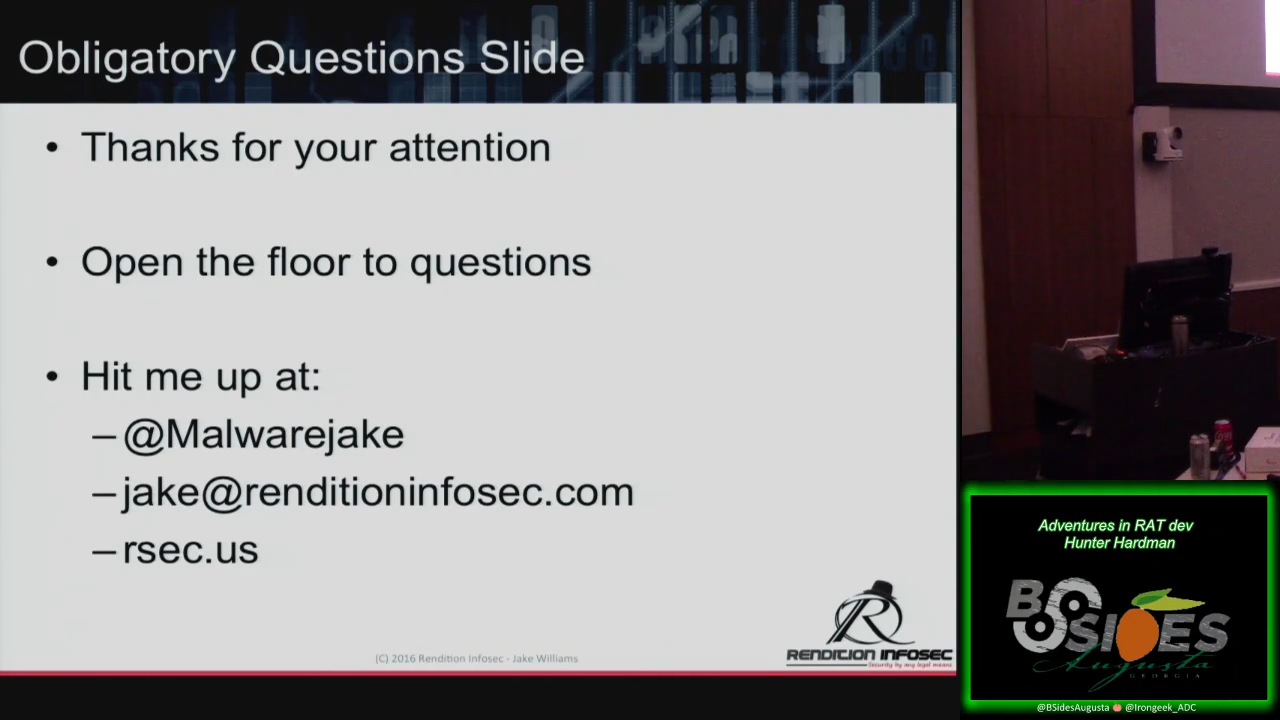 Obligatory Questions Slide
• Thanks for your attention
• Open the floor to questions
• Hit me up at:
– @Malwarejake
– jake@renditioninfosec.com
– rsec.us
(C) 2016 Rendition Infosec - Jake Williams
R
RENDITION INFOSEC
Security by any legal means
Adventures in RAT dev
Hunter Hardman
BSIDES
Augusta
GEORGIA
@BSidesAugusta @Irongeek_ADC